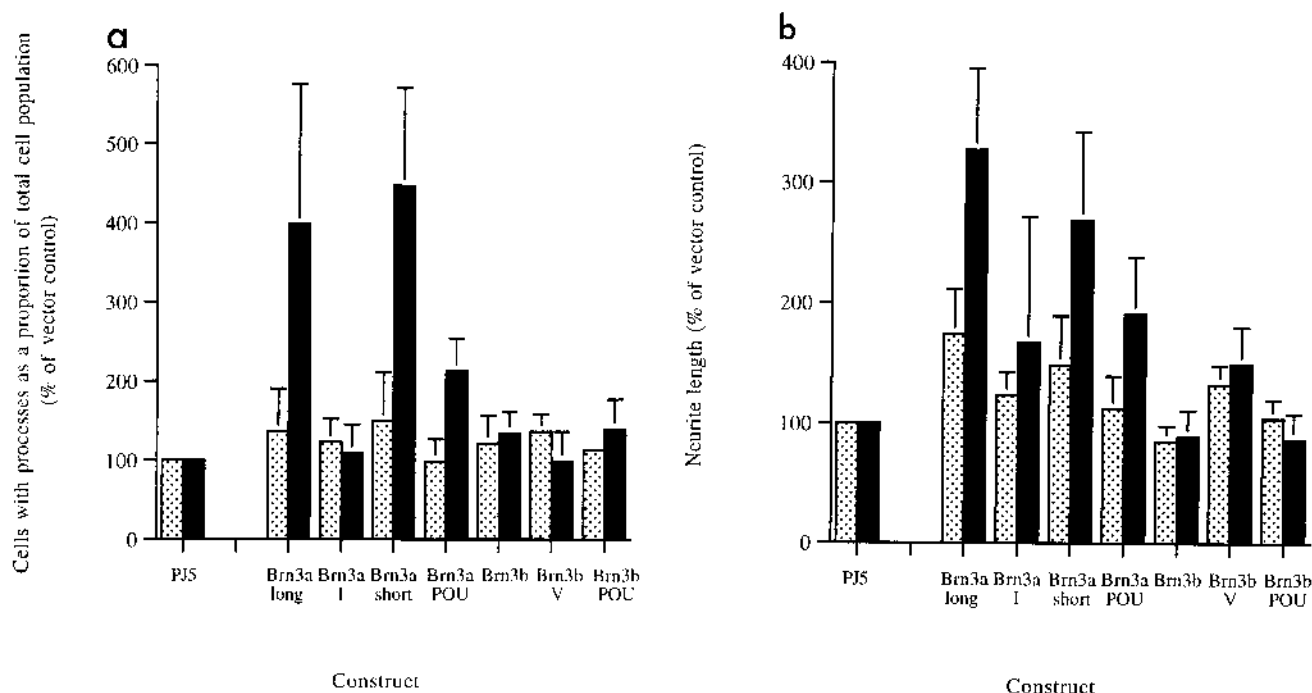 a
Cells with processes as a proportion of total cell population
(% of vector control)
600
500
400
300
200
100
0
PJ5
Brn3a
long
Brn3a
I
Brn3a
short
Brn3a
POU
Brn3b
Brn3b
V
Brn3b
POU
Construct
b
Neurite length (% of vector control)
400
300
200
100
0
PJ5
Brn3a
long
Brn3a
I
Brn3a
short
Brn3a
POU
Brn3b
Brn3b
V
Brn3b
POU
Construct